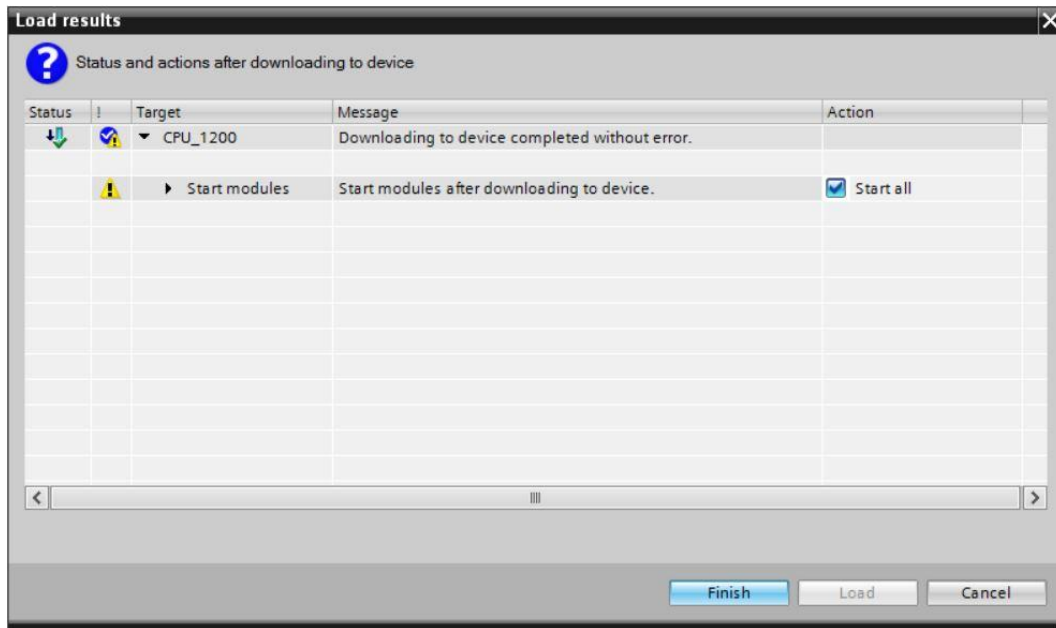 Load results
Status and actions after downloading to device
Status ! Target Message Action
CPU_1200 Downloading to device completed without error.
Start modules Start modules after downloading to device. Start all
Finish Load Cancel